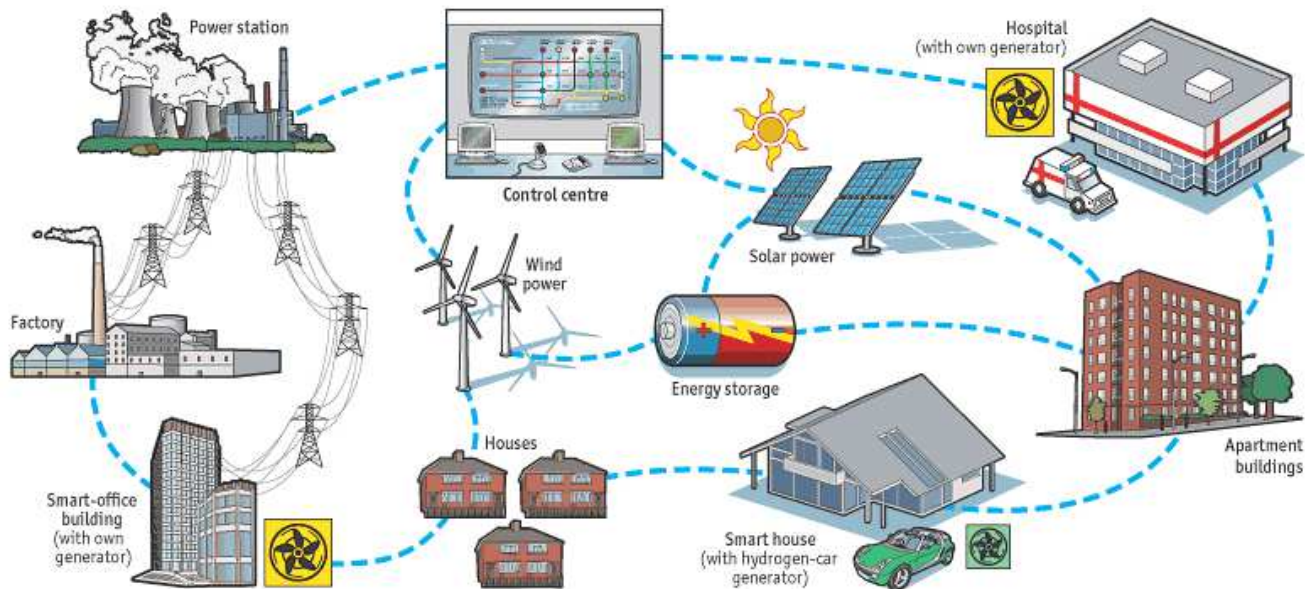 Power station
Hospital
(with own generator)
Control centre
Solar power
Wind
power
Factory
Energy storage
Houses
Apartment
buildings
Smart-office
building
(with own
generator)
Smart house
(with hydrogen-car
generator)